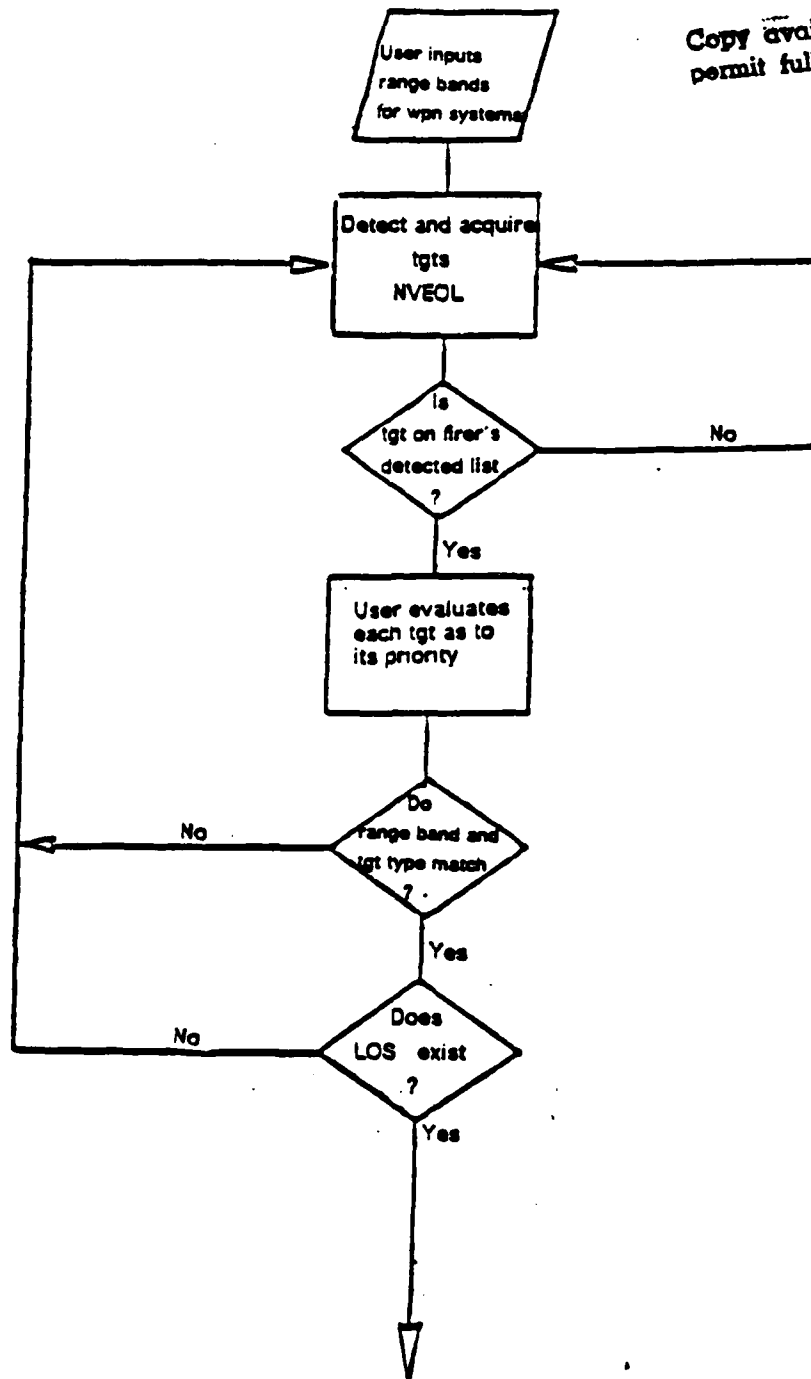 Copy
permit
User inputs
range bands
for wpn systems
Detect and acquire
tgts
NVEOL
Is
tgt on firer's
detected list
?
No
Yes
User evaluates
each tgt as to
its priority
Do
range band and
tgt type match
?
No
Yes
Does
LOS exist
?
No
Yes